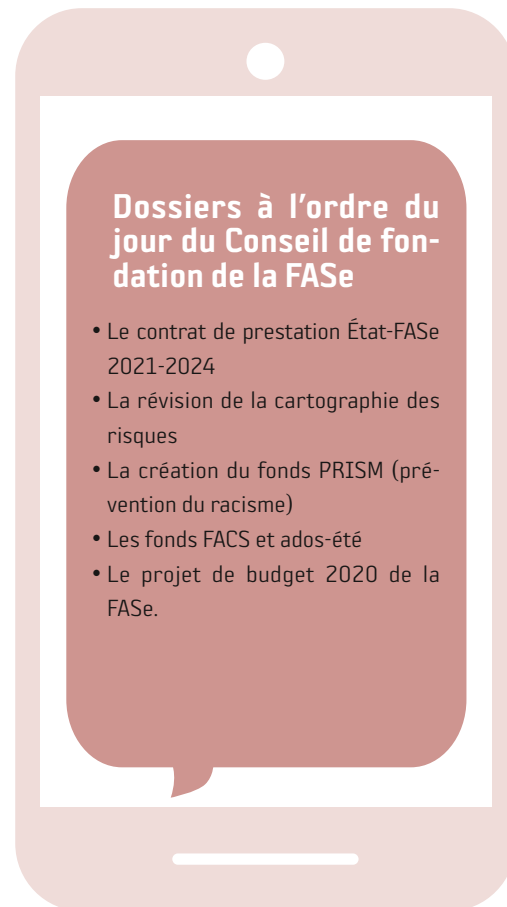 Dossiers à l'ordre du
jour du Conseil de fon-
dation de la FASe
• Le contrat de prestation État-FASe
2021-2024
• La révision de la cartographie des
risques
• La création du fonds PRISM (pré-
vention du racisme)
• Les fonds FACS et ados-été
• Le projet de budget 2020 de la
FASe.